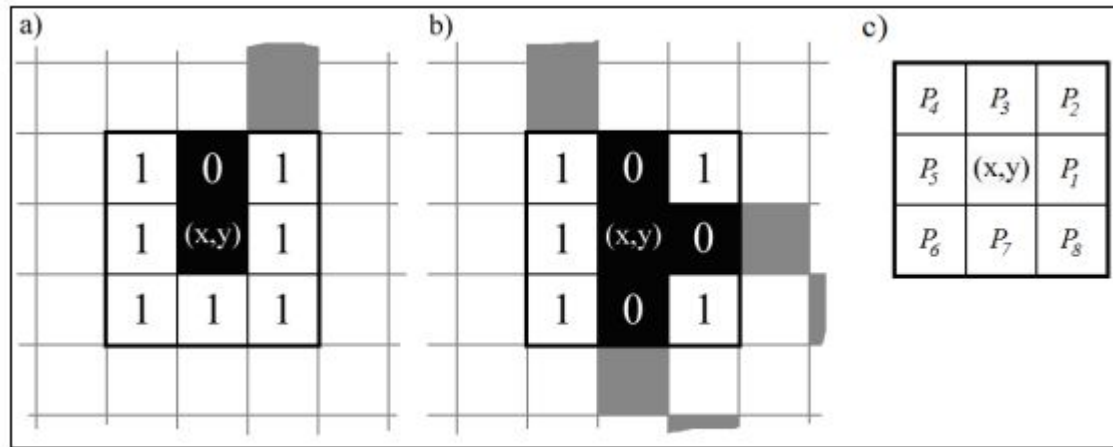 a)
1 0 1
1 (x,y) 1
1 1 1
b)
1 0 1
1 (x,y) 0
1 0 1
c)
P4 P3 P2
P5 (x,y) P1
P6 P7 P8